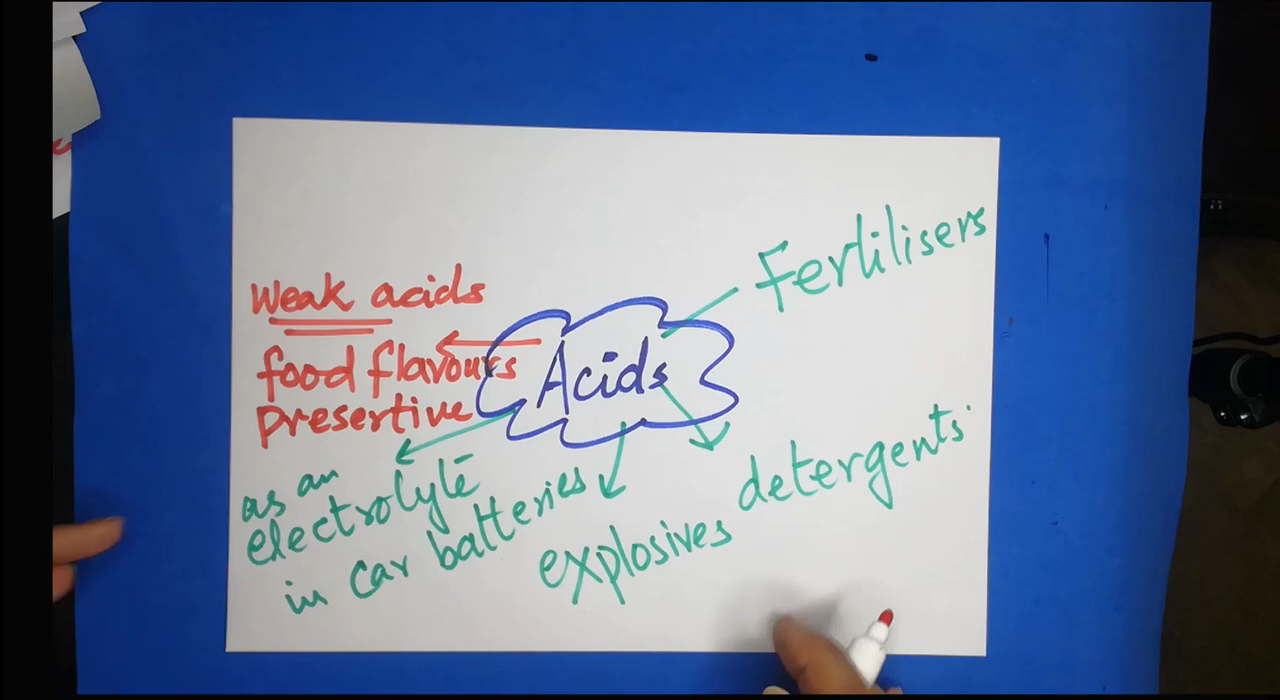 Fertilisers
Weak acids
Acids
food flavours
presertive
detergents
as an
electrolyte
in car batteries
explosives